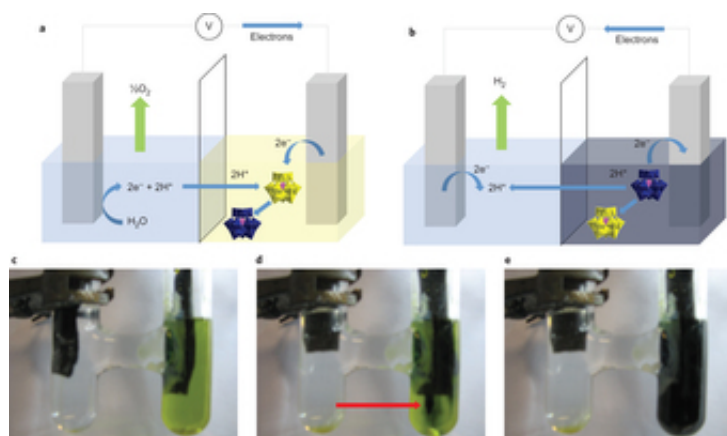 a
V
Electrons
½O₂
2e⁻
2e⁻ + 2H⁺
2H⁺
H₂O
b
V
Electrons
H₂
2e⁻
2e⁻
2H⁺
2H⁺
c
d
e